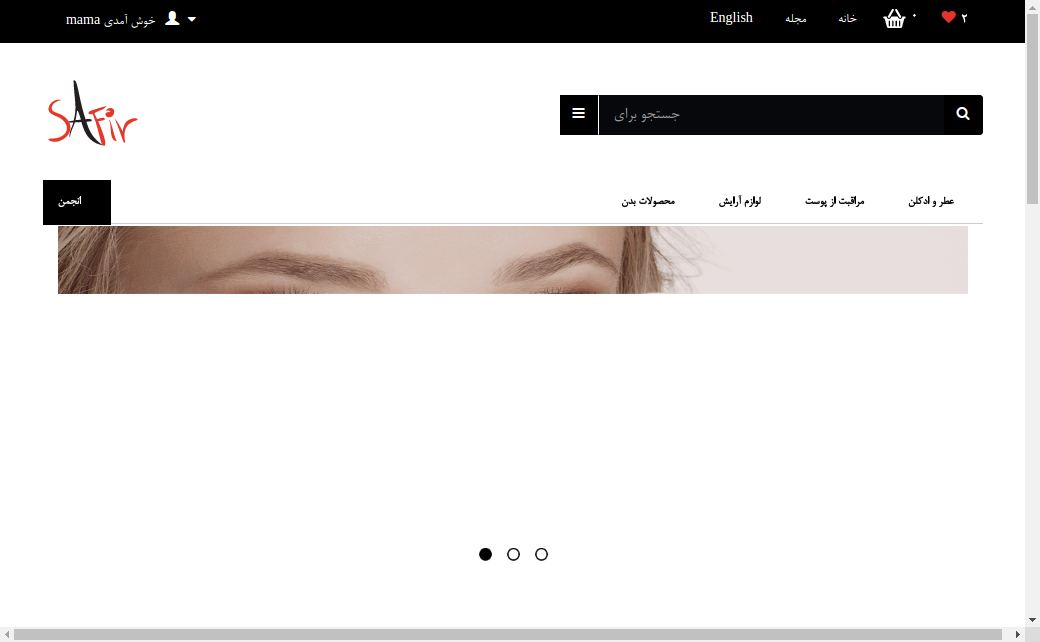 ۲ ۰ خانه مجله English خوش آمدی mama
SAFir
جستجو برای
عطر و ادکلن مراقبت از پوست لوازم آرایش محصولات بدن انجمن